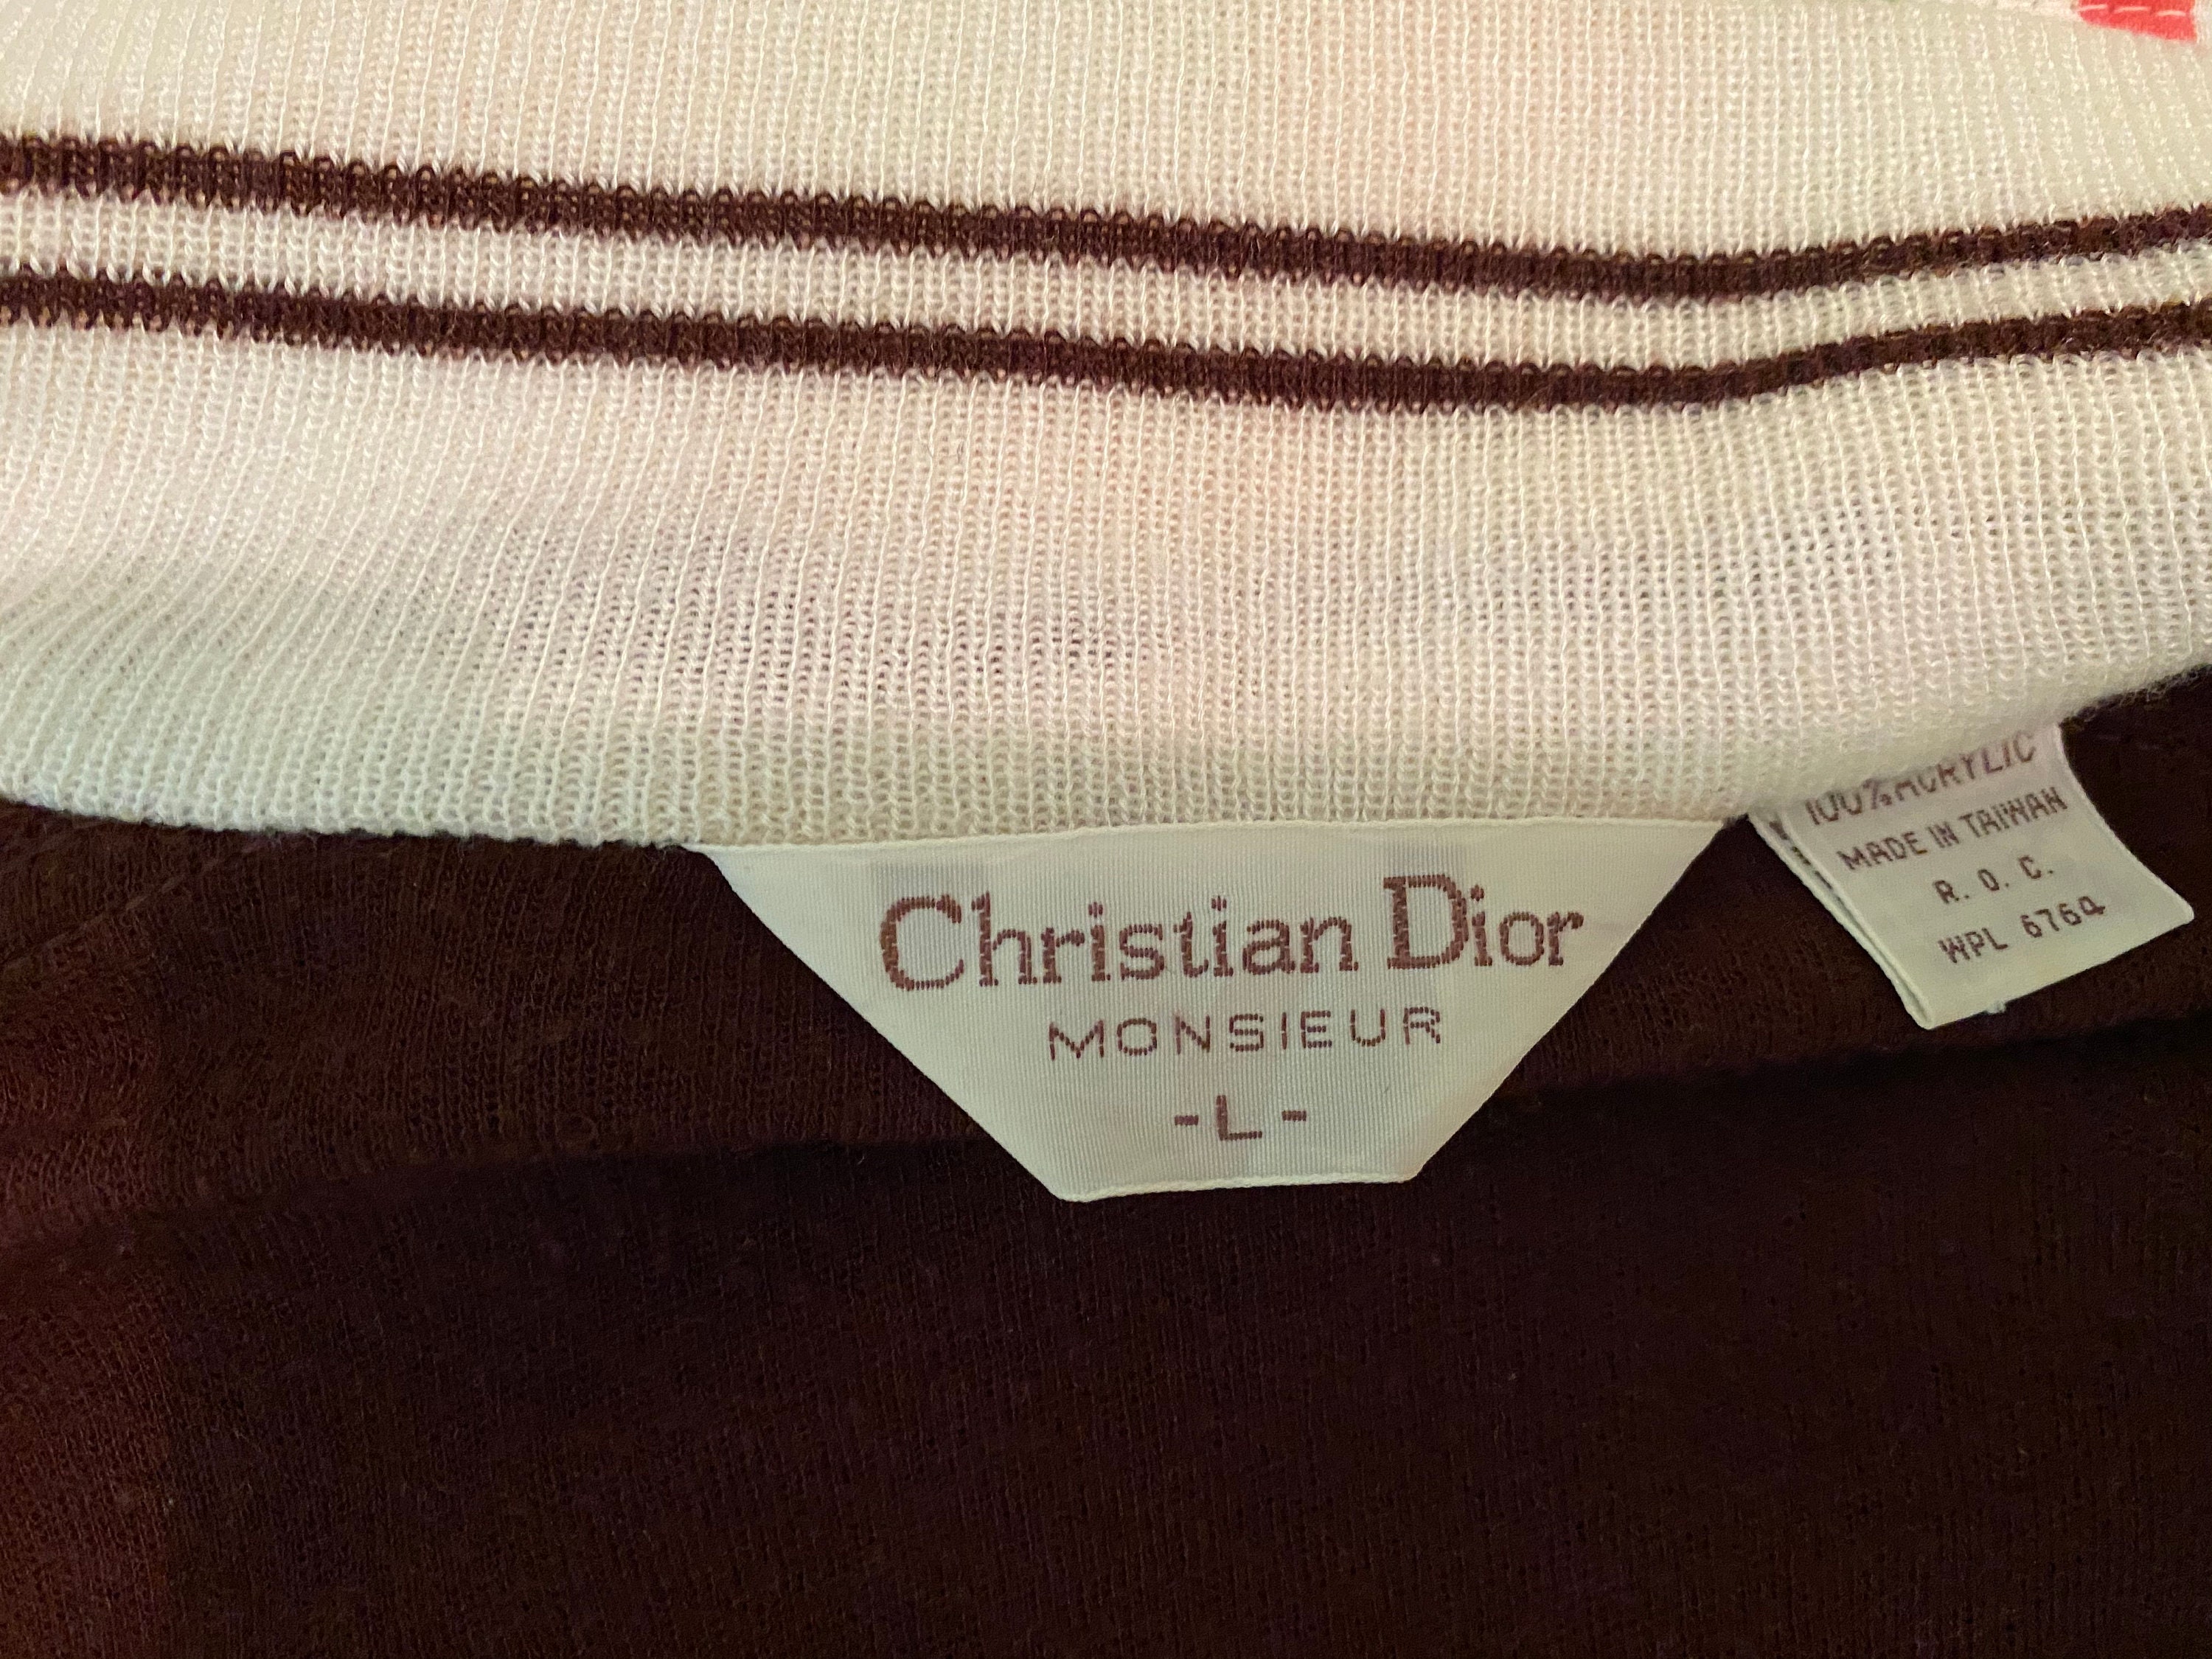 Christian Dior
MONSIEUR
- L -
100% ACRYLIC
MADE IN TAIWAN
R. O. C.
WPL 6764